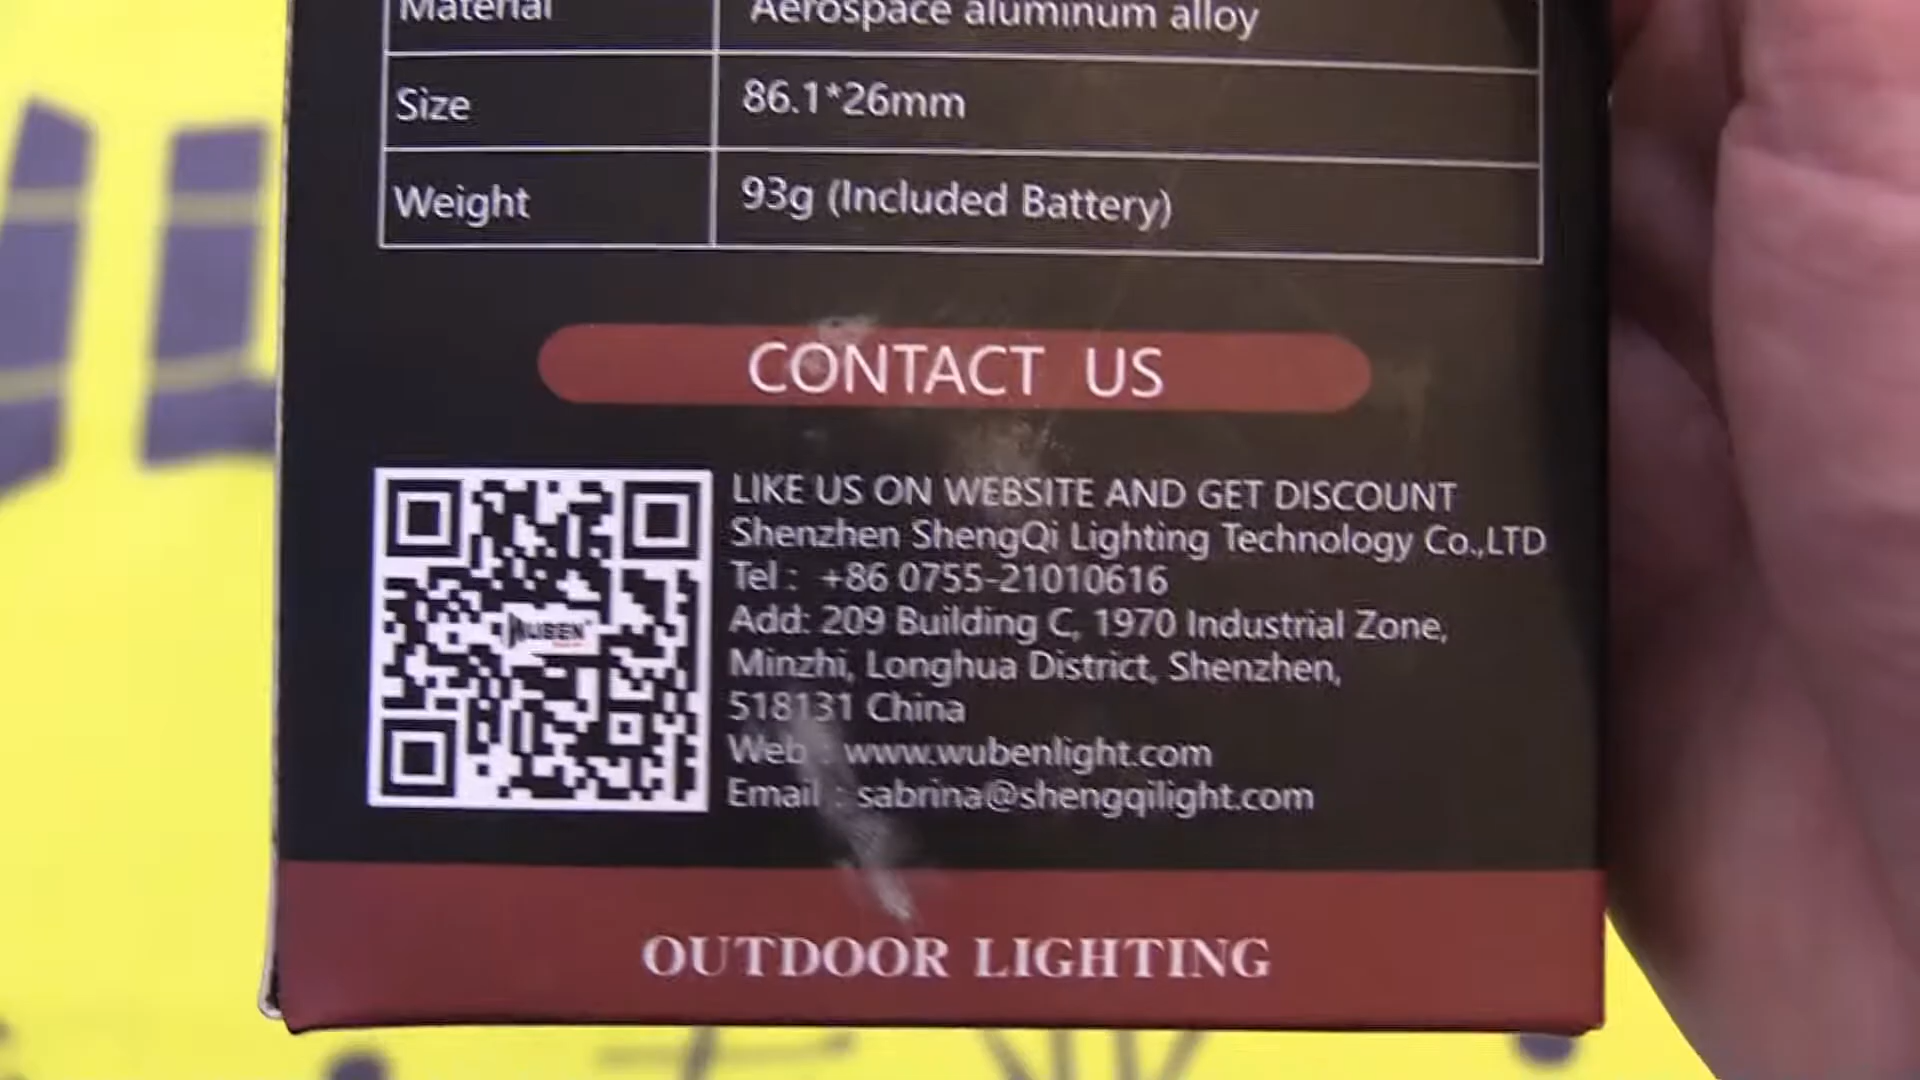 Material Aerospace aluminum alloy
Size 86.1*26mm
Weight 93g (Included Battery)
CONTACT US
LIKE US ON WEBSITE AND GET DISCOUNT
Shenzhen ShengQi Lighting Technology Co.,LTD
Tel : +86 0755-21010616
Add: 209 Building C, 1970 Industrial Zone,
Minzhi, Longhua District, Shenzhen,
518131 China
Web : www.wubenlight.com
Email : sabrina@shengqilight.com
WUBEN
OUTDOOR LIGHTING